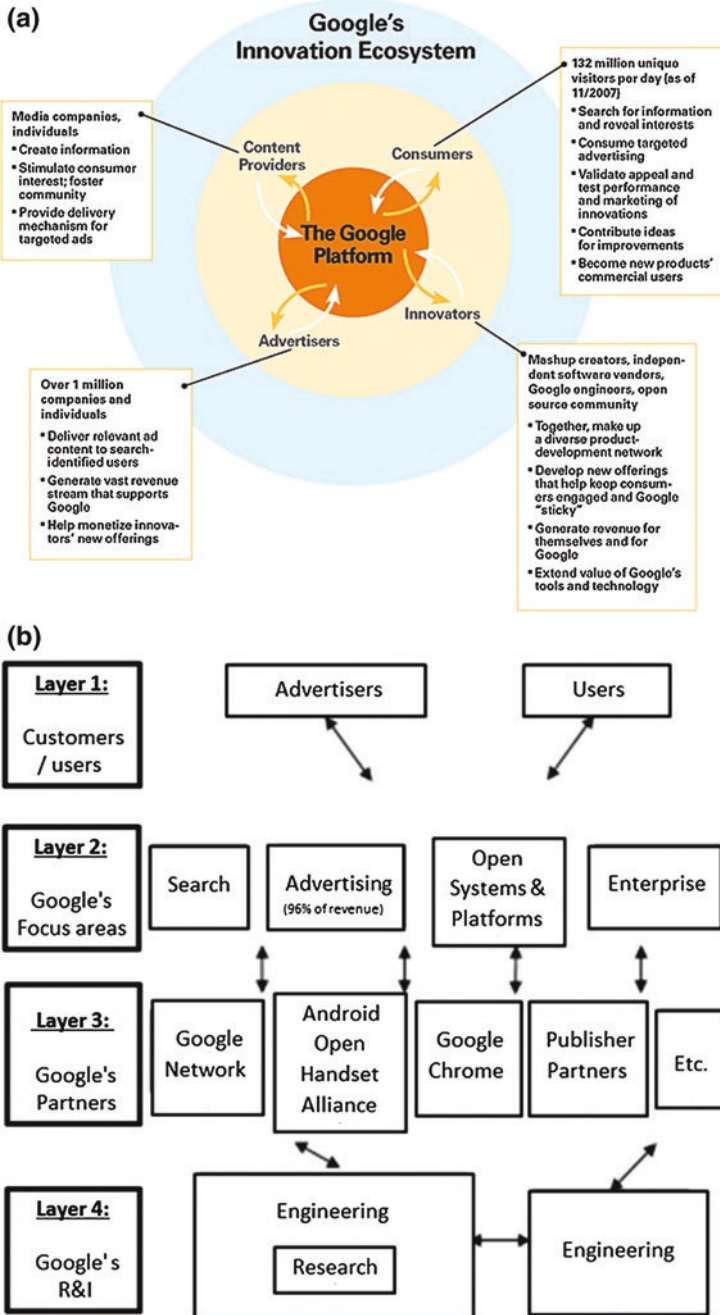 (a)
Google's
Innovation Ecosystem
132 million unique
visitors per day (as of
11/2007)
▪ Search for information
and reveal interests
▪ Consume targeted
advertising
▪ Validate appeal and
test performance
and marketing of
innovations
▪ Contribute ideas
for improvements
▪ Become new products'
commercial users
Media companies,
individuals
▪ Create information
▪ Stimulate consumer
interest; foster
community
▪ Provide delivery
mechanism for
targeted ads
Content
Providers
Consumers
The Google
Platform
Advertisers
Innovators
Over 1 million
companies and
individuals
▪ Deliver relevant ad
content to search-
identified users
▪ Generate vast revenue
stream that supports
Google
▪ Help monetize innova-
tors' new offerings
Mashup creators, indepen-
dent software vendors,
Google engineers, open
source community
▪ Together, make up
a diverse product-
development network
▪ Develop new offerings
that help keep consum-
ers engaged and Google
"sticky"
▪ Generate revenue for
themselves and for
Google
▪ Extend value of Google's
tools and technology
(b)
Layer 1:
Customers
/ users
Advertisers
Users
Layer 2:
Google's
Focus areas
Search
Advertising
(96% of revenue)
Open
Systems &
Platforms
Enterprise
Layer 3:
Google's
Partners
Google
Network
Android
Open
Handset
Alliance
Google
Chrome
Publisher
Partners
Etc.
Layer 4:
Google's
R&I
Engineering
Research
Engineering